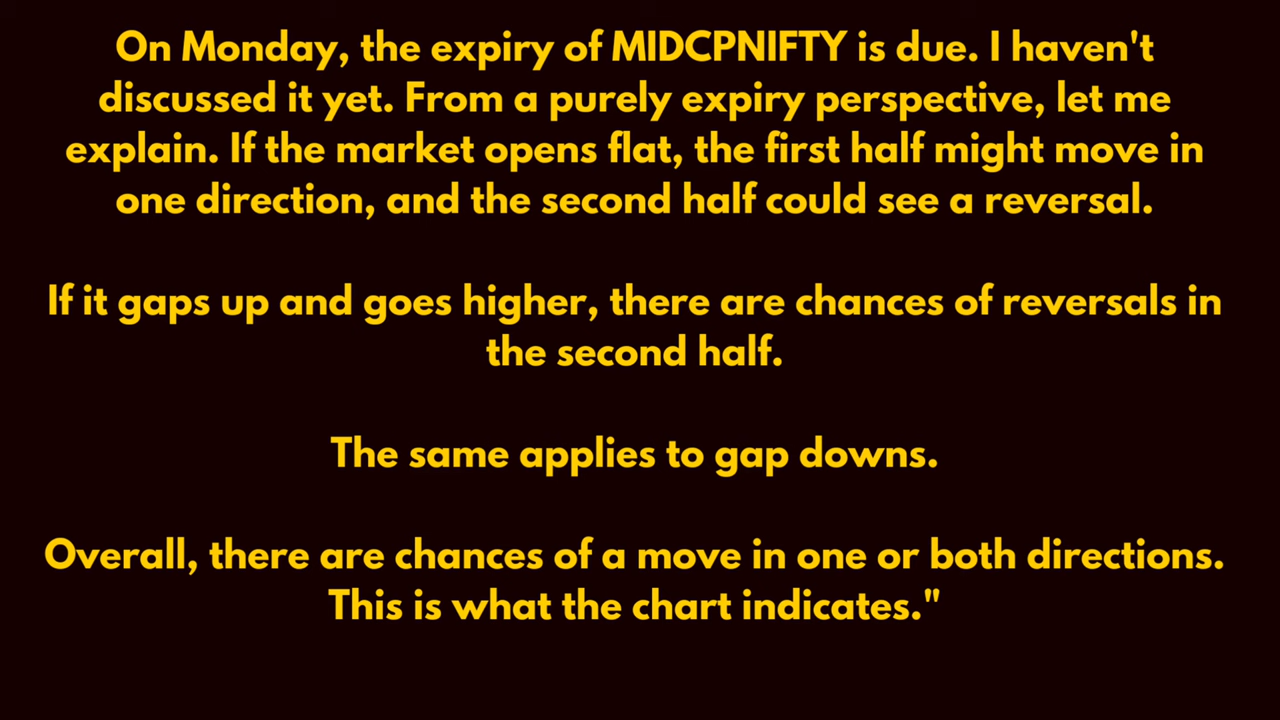 On Monday, the expiry of MIDCPNIFTY is due. I haven't
discussed it yet. From a purely expiry perspective, let me
explain. If the market opens flat, the first half might move in
one direction, and the second half could see a reversal.
If it gaps up and goes higher, there are chances of reversals in
the second half.
The same applies to gap downs.
Overall, there are chances of a move in one or both directions.
This is what the chart indicates."